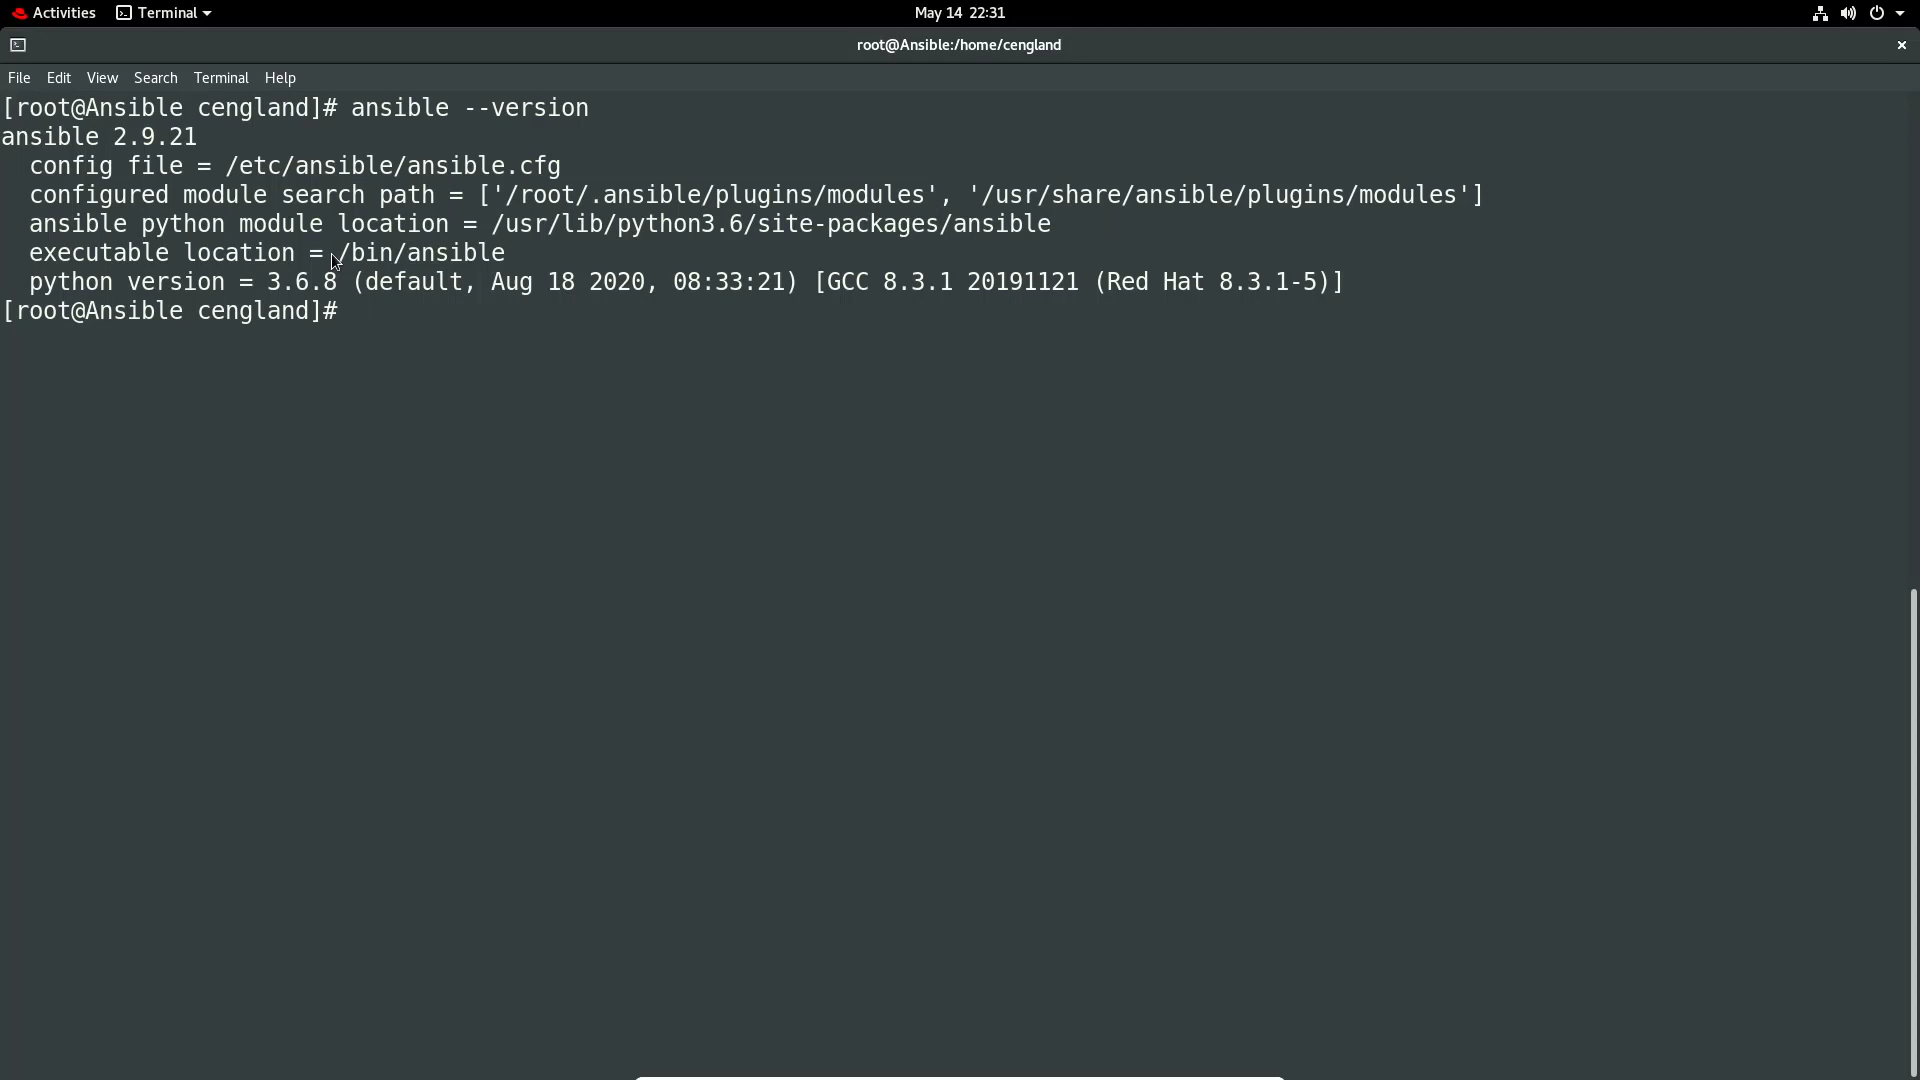 Activities Terminal May 14 22:31
root@Ansible:/home/cengland
File Edit View Search Terminal Help
[root@Ansible cengland]# ansible --version
ansible 2.9.21
  config file = /etc/ansible/ansible.cfg
  configured module search path = ['/root/.ansible/plugins/modules', '/usr/share/ansible/plugins/modules']
  ansible python module location = /usr/lib/python3.6/site-packages/ansible
  executable location = /bin/ansible
  python version = 3.6.8 (default, Aug 18 2020, 08:33:21) [GCC 8.3.1 20191121 (Red Hat 8.3.1-5)]
[root@Ansible cengland]#